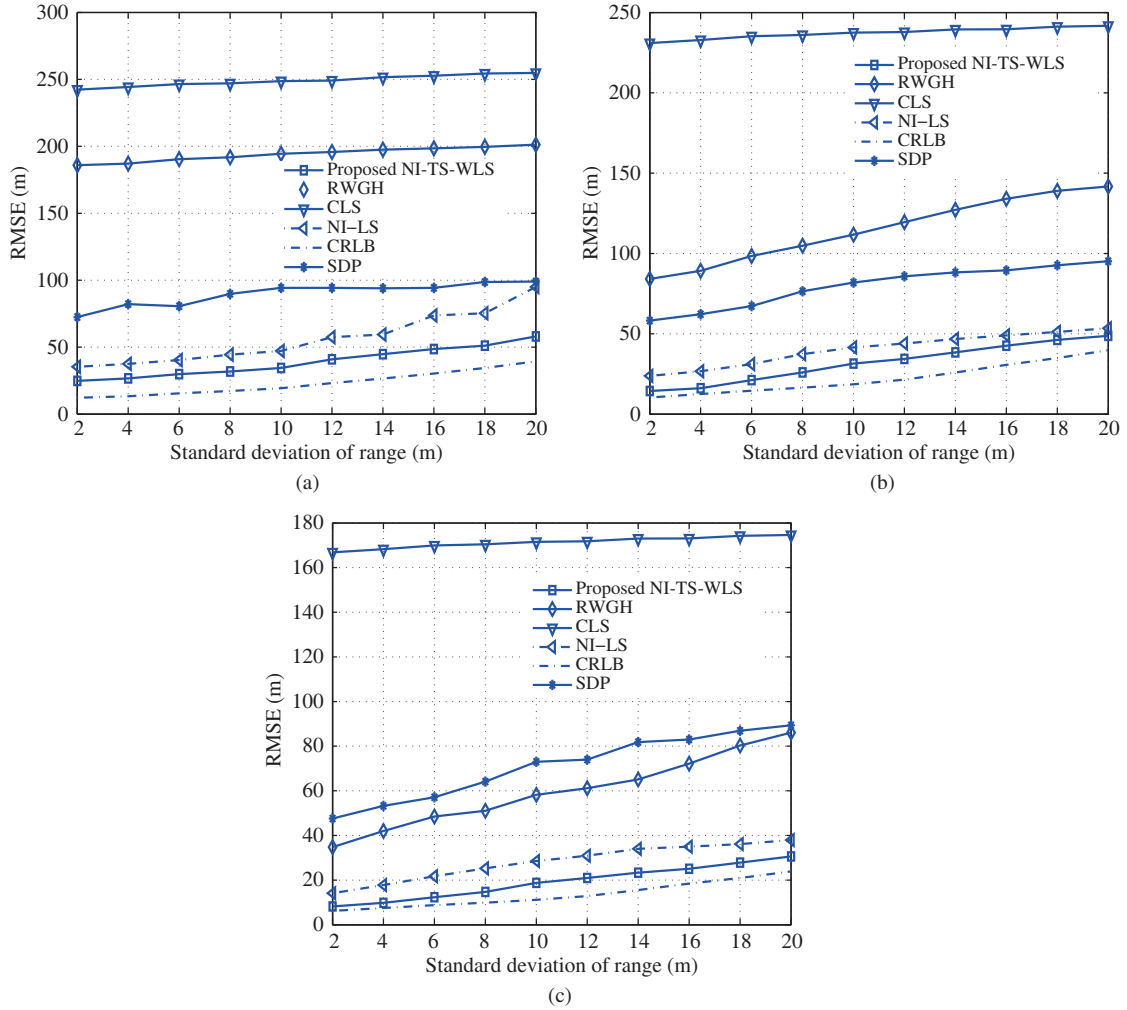 300
250
200
150
100
50
0
RMSE (m)
Proposed NI-TS-WLS
RWGH
CLS
NI−LS
CRLB
SDP
2 4 6 8 10 12 14 16 18 20
Standard deviation of range (m)
(a)
250
200
150
100
50
0
RMSE (m)
Proposed NI-TS-WLS
RWGH
CLS
NI−LS
CRLB
SDP
2 4 6 8 10 12 14 16 18 20
Standard deviation of range (m)
(b)
180
160
140
120
100
80
60
40
20
0
RMSE (m)
Proposed NI-TS-WLS
RWGH
CLS
NI−LS
CRLB
SDP
2 4 6 8 10 12 14 16 18 20
Standard deviation of range (m)
(c)